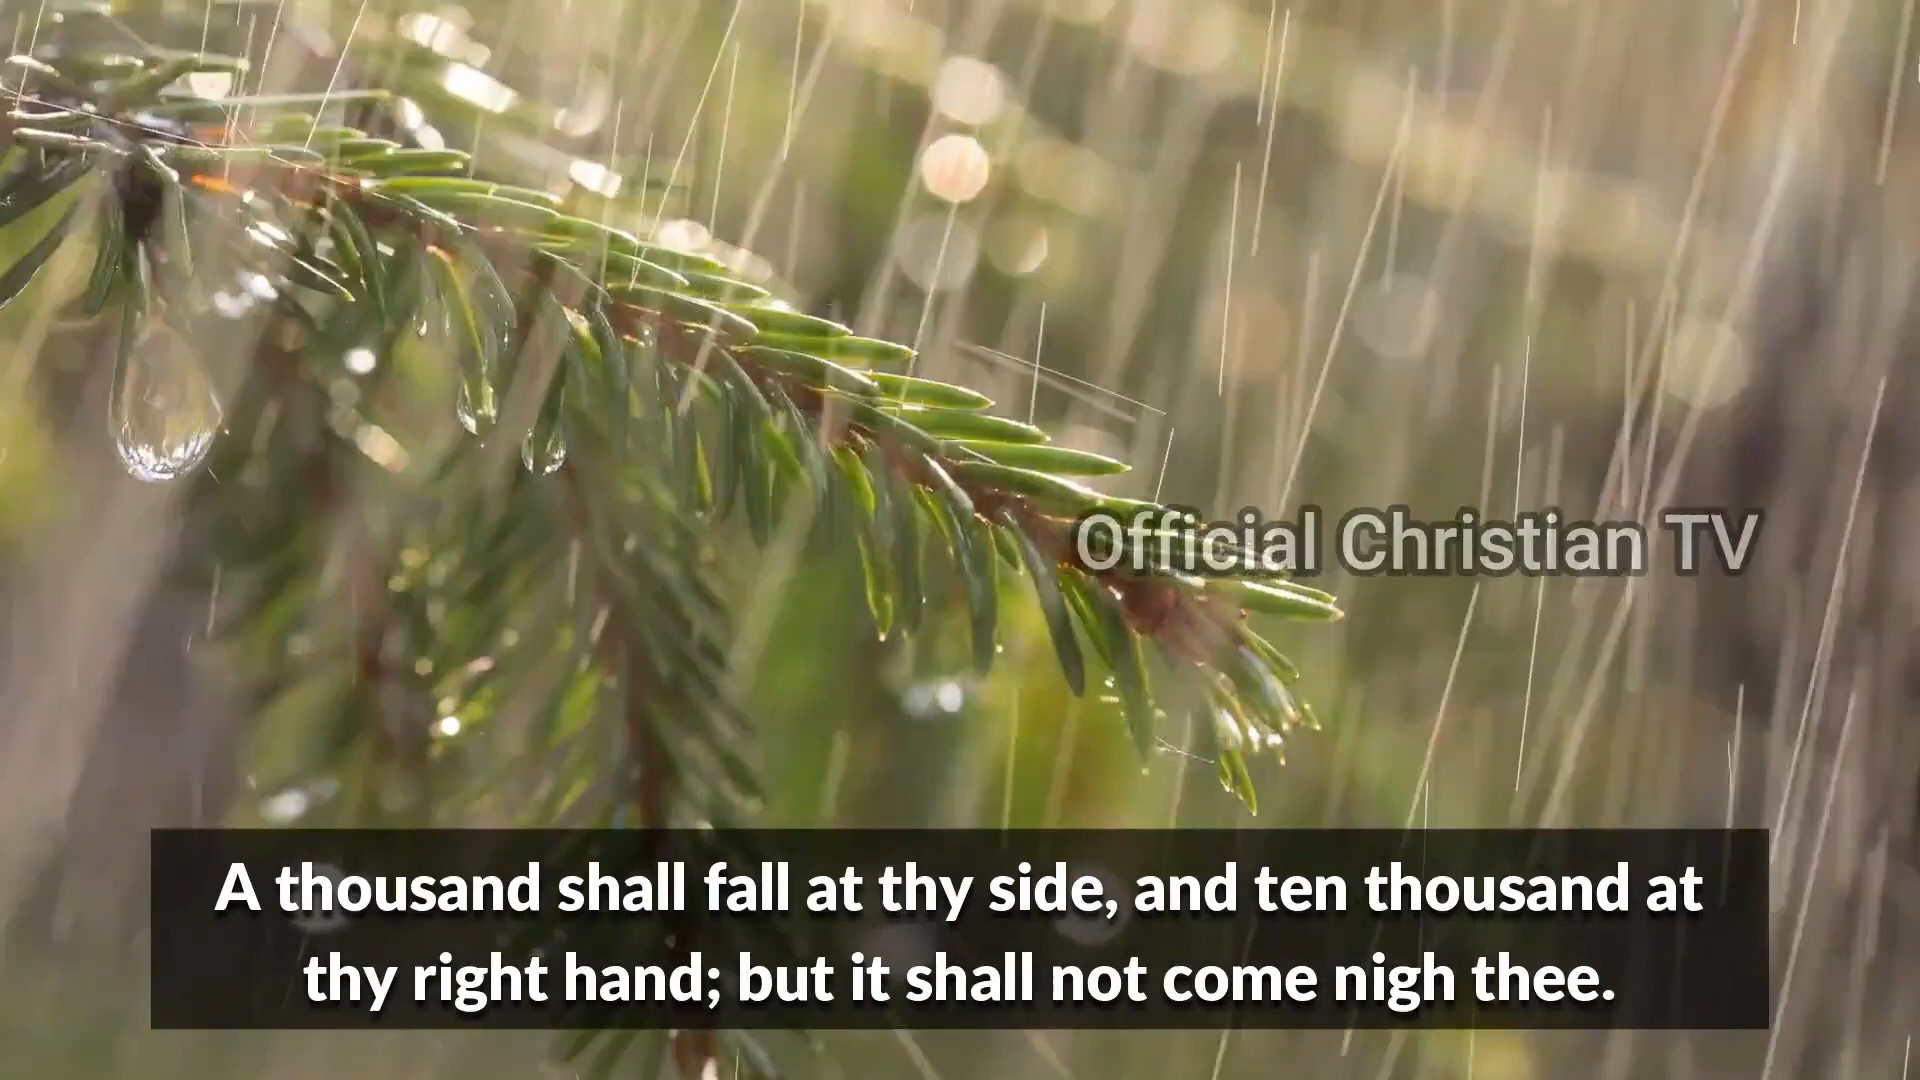 Official Christian TV
A thousand shall fall at thy side, and ten thousand at
thy right hand; but it shall not come nigh thee.